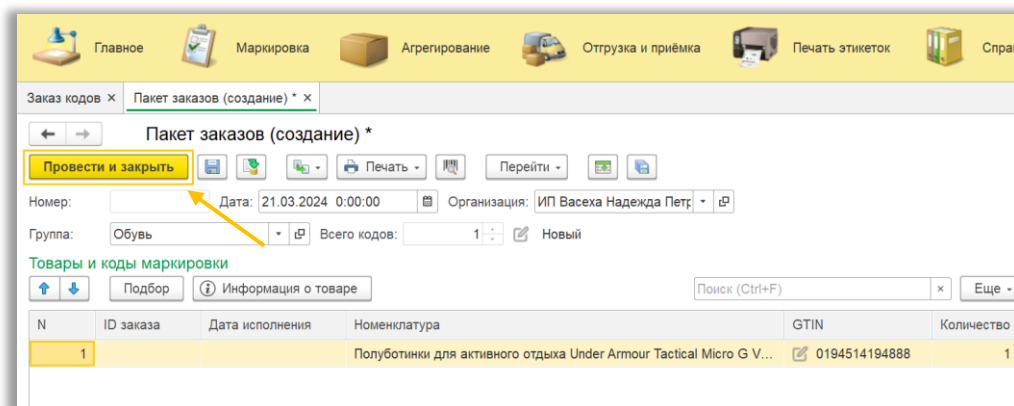 Главное Маркировка Агрегирование Отгрузка и приёмка Печать этикеток Спра
Заказ кодов × Пакет заказов (создание) * ×
Пакет заказов (создание) *
Провести и закрыть Печать Перейти
Номер: Дата: 21.03.2024 0:00:00 Организация: ИП Васеха Надежда Петр
Группа: Обувь Всего кодов: 1 Новый
Товары и коды маркировки
Подбор Информация о товаре Поиск (Ctrl+F) × Еще
N ID заказа Дата исполнения Номенклатура GTIN Количество
1 Полуботинки для активного отдыха Under Armour Tactical Micro G V... 0194514194888 1